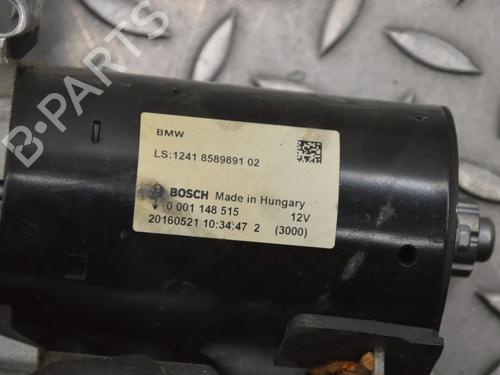 BMW
LS:1241 8589891 02
BOSCH Made in Hungary
0 001 148 515 12V
20160521 10:34:47 2 (3000)
B-PARTS